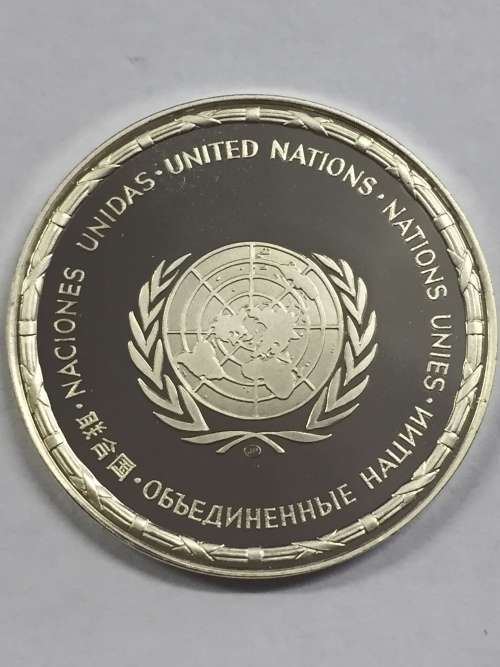 UNITED NATIONS · NATIONS UNIES · ОБЪЕДИНЕННЫЕ НАЦИИ · 联合国 · NACIONES UNIDAS ·